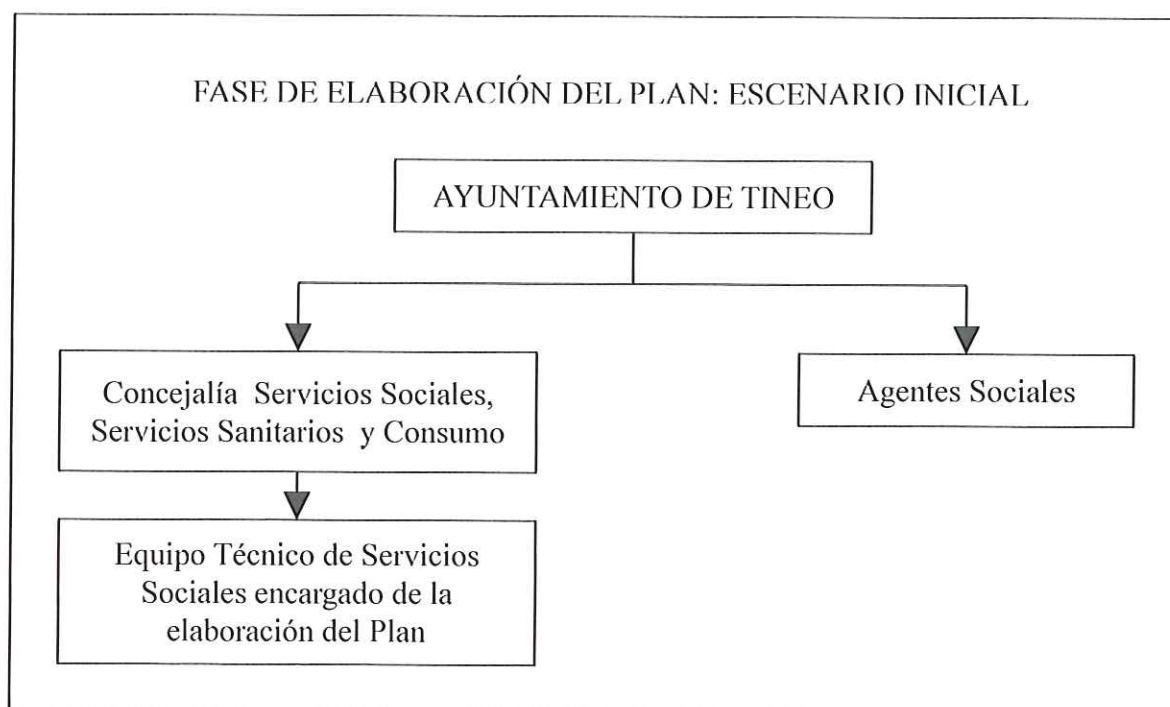 FASE DE ELABORACIÓN DEL PLAN: ESCENARIO INICIAL
AYUNTAMIENTO DE TINEO
Concejalía Servicios Sociales,
Servicios Sanitarios y Consumo
Agentes Sociales
Equipo Técnico de Servicios
Sociales encargado de la
elaboración del Plan